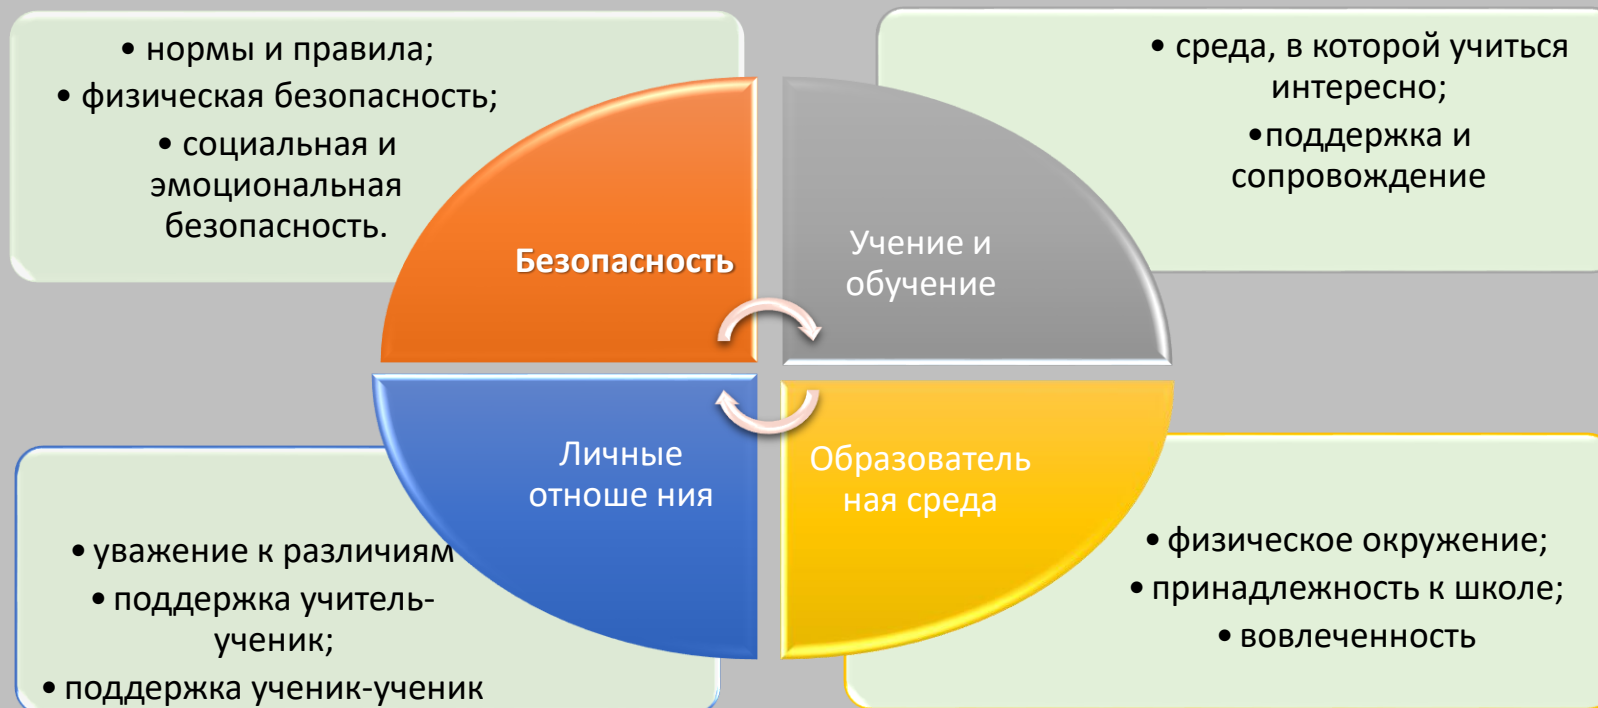 • нормы и правила;
• физическая безопасность;
• социальная и
эмоциональная
безопасность.
• среда, в которой учиться
интересно;
•поддержка и
сопровождение
Безопасность
Учение и
обучение
Личные
отноше ния
Образователь
ная среда
• уважение к различиям
• поддержка учитель-
ученик;
• поддержка ученик-ученик
• физическое окружение;
• принадлежность к школе;
• вовлеченность